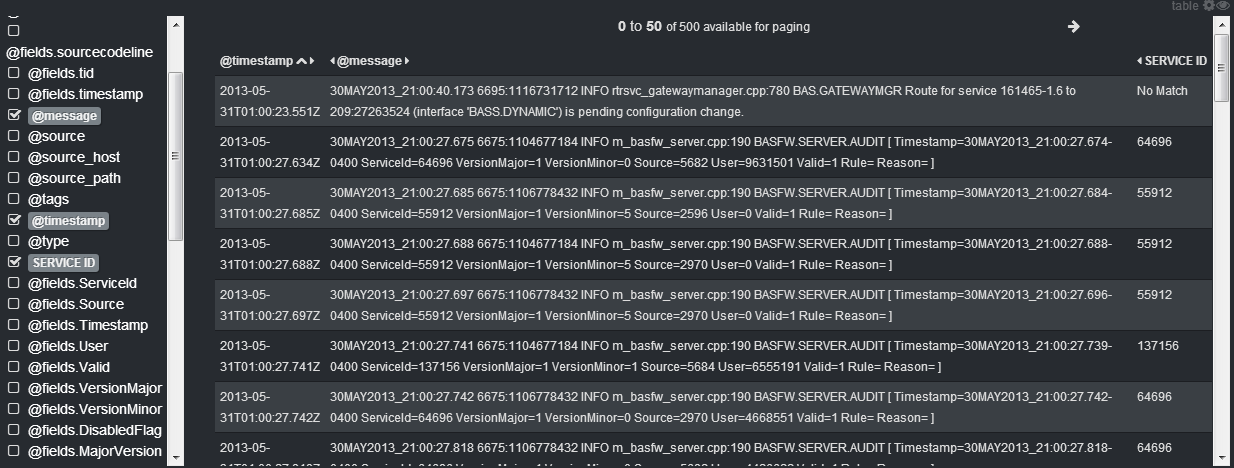 table
0 to 50 of 500 available for paging
@fields.sourcecodeline
@fields.tid
@fields.timestamp
@message
@source
@source_host
@source_path
@tags
@timestamp
@type
SERVICE ID
@fields.ServiceId
@fields.Source
@fields.Timestamp
@fields.User
@fields.Valid
@fields.VersionMajor
@fields.VersionMinor
@fields.DisabledFlag
@fields.MajorVersion
@timestamp @message SERVICE ID
2013-05- 30MAY2013_21:00:40.173 6695:1116731712 INFO rtrsvc_gatewaymanager.cpp:780 BAS.GATEWAYMGR Route for service 161465-1.6 to No Match
31T01:00:23.551Z 209:27263524 (interface 'BASS.DYNAMIC') is pending configuration change.
2013-05- 30MAY2013_21:00:27.675 6675:1104677184 INFO m_basfw_server.cpp:190 BASFW.SERVER.AUDIT [ Timestamp=30MAY2013_21:00:27.674- 64696
31T01:00:27.634Z 0400 ServiceId=64696 VersionMajor=1 VersionMinor=0 Source=5682 User=9631501 Valid=1 Rule= Reason= ]
2013-05- 30MAY2013_21:00:27.685 6675:1106778432 INFO m_basfw_server.cpp:190 BASFW.SERVER.AUDIT [ Timestamp=30MAY2013_21:00:27.684- 55912
31T01:00:27.685Z 0400 ServiceId=55912 VersionMajor=1 VersionMinor=5 Source=2596 User=0 Valid=1 Rule= Reason= ]
2013-05- 30MAY2013_21:00:27.688 6675:1104677184 INFO m_basfw_server.cpp:190 BASFW.SERVER.AUDIT [ Timestamp=30MAY2013_21:00:27.688- 55912
31T01:00:27.688Z 0400 ServiceId=55912 VersionMajor=1 VersionMinor=5 Source=2970 User=0 Valid=1 Rule= Reason= ]
2013-05- 30MAY2013_21:00:27.697 6675:1106778432 INFO m_basfw_server.cpp:190 BASFW.SERVER.AUDIT [ Timestamp=30MAY2013_21:00:27.696- 55912
31T01:00:27.697Z 0400 ServiceId=55912 VersionMajor=1 VersionMinor=5 Source=2970 User=0 Valid=1 Rule= Reason= ]
2013-05- 30MAY2013_21:00:27.741 6675:1104677184 INFO m_basfw_server.cpp:190 BASFW.SERVER.AUDIT [ Timestamp=30MAY2013_21:00:27.739- 137156
31T01:00:27.741Z 0400 ServiceId=137156 VersionMajor=1 VersionMinor=1 Source=5684 User=6555191 Valid=1 Rule= Reason= ]
2013-05- 30MAY2013_21:00:27.742 6675:1106778432 INFO m_basfw_server.cpp:190 BASFW.SERVER.AUDIT [ Timestamp=30MAY2013_21:00:27.742- 64696
31T01:00:27.742Z 0400 ServiceId=64696 VersionMajor=1 VersionMinor=0 Source=2970 User=4668551 Valid=1 Rule= Reason= ]
2013-05- 30MAY2013_21:00:27.818 6675:1106778432 INFO m_basfw_server.cpp:190 BASFW.SERVER.AUDIT [ Timestamp=30MAY2013_21:00:27.818- 64696